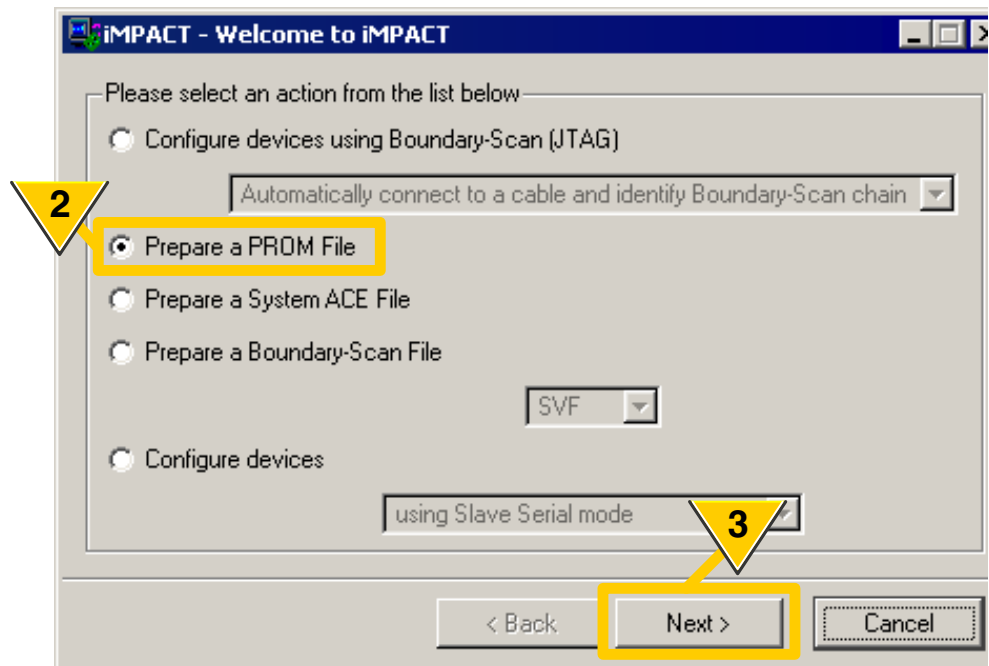 iMPACT - Welcome to iMPACT
Please select an action from the list below
Configure devices using Boundary-Scan (JTAG)
Automatically connect to a cable and identify Boundary-Scan chain
2
Prepare a PROM File
Prepare a System ACE File
Prepare a Boundary-Scan File
SVF
Configure devices
using Slave Serial mode
3
< Back
Next >
Cancel